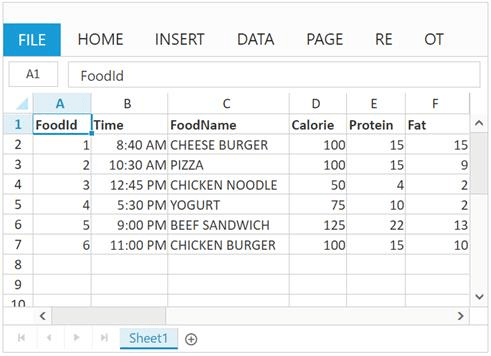 FILE HOME INSERT DATA PAGE RE OT
A1 FoodId
A B C D E F
1 FoodId Time FoodName Calorie Protein Fat
2 1 8:40 AM CHEESE BURGER 100 15 15
3 2 10:30 AM PIZZA 100 15 9
4 3 12:45 PM CHICKEN NOODLE 50 4 2
5 4 5:30 PM YOGURT 75 10 2
6 5 9:00 PM BEEF SANDWICH 125 22 13
7 6 11:00 PM CHICKEN BURGER 100 15 10
8
9
10
Sheet1